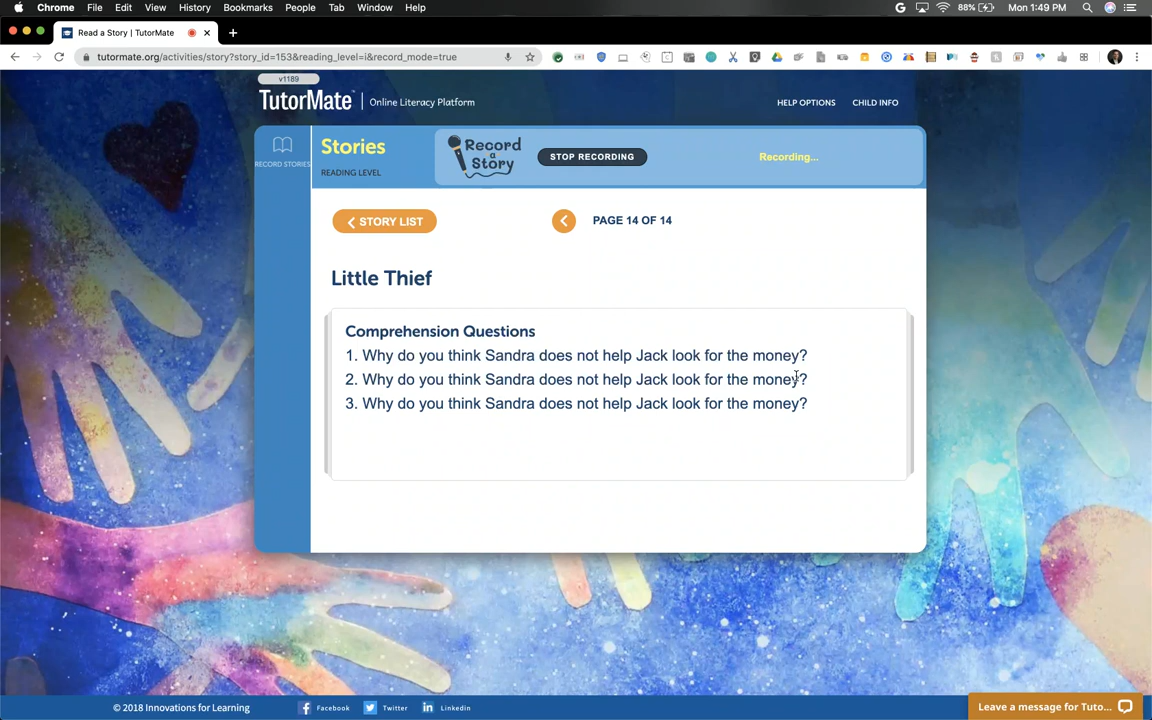 Chrome File Edit View History Bookmarks People Tab Window Help 88% Mon 1:49 PM
Read a Story | TutorMate
tutormate.org/activities/story?story_id=153&reading_level=i&record_mode=true
v1189
TutorMate Online Literacy Platform HELP OPTIONS CHILD INFO
RECORD STORIES
Stories
READING LEVEL
Record a Story
STOP RECORDING
Recording...
STORY LIST PAGE 14 OF 14
Little Thief
Comprehension Questions
1. Why do you think Sandra does not help Jack look for the money?
2. Why do you think Sandra does not help Jack look for the money?
3. Why do you think Sandra does not help Jack look for the money?
© 2018 Innovations for Learning Facebook Twitter Linkedin Leave a message for Tuto...